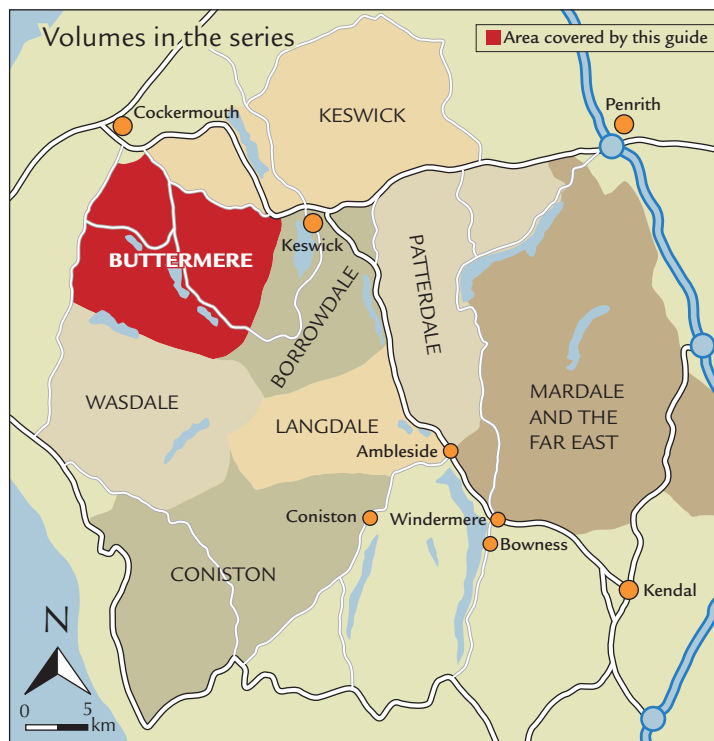 Volumes in the series
Area covered by this guide
Cockermouth
KESWICK
Penrith
Keswick
BUTTERMERE
BORROWDALE
PATTERDALE
WASDALE
LANGDALE
MARDALE
AND THE
FAR EAST
Ambleside
Coniston
Windermere
Bowness
CONISTON
Kendal
N
0 5
km